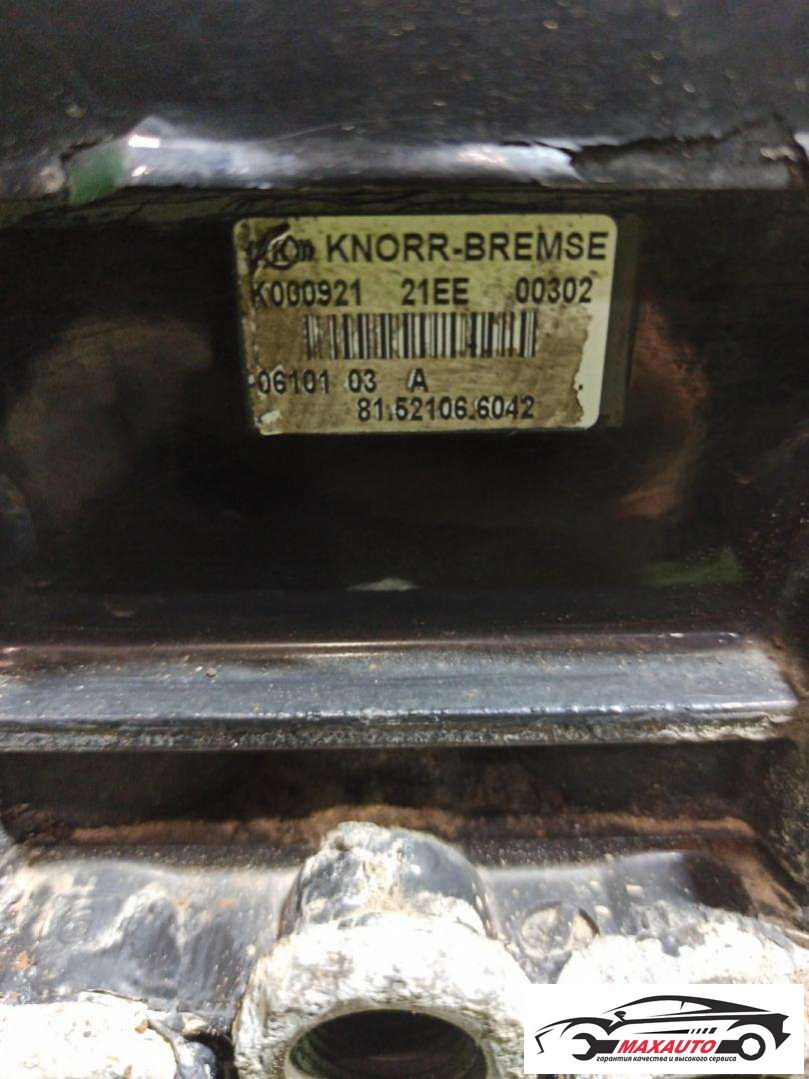 KNORR-BREMSE
K000921 21EE 00302
06101 03 A
81.52106.6042
MAXAUTO
гарантия качества и высокого сервиса